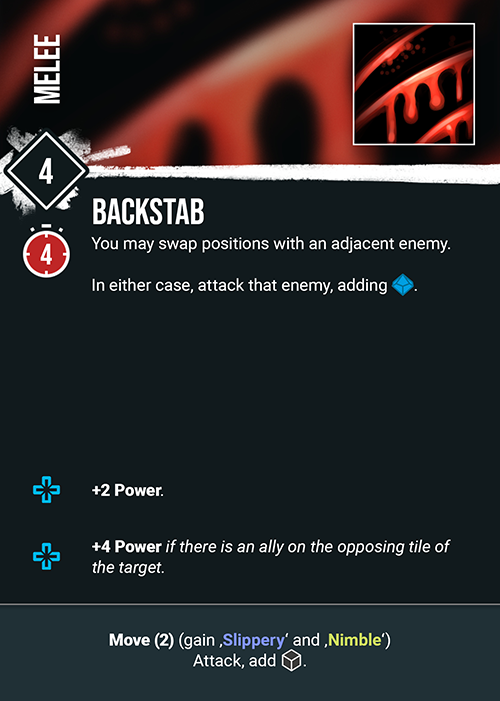 MELEE
4
BACKSTAB
4
You may swap positions with an adjacent enemy.
In either case, attack that enemy, adding .
+2 Power.
+4 Power if there is an ally on the opposing tile of
the target.
Move (2) (gain ‚Slippery‘ and ‚Nimble‘)
Attack, add .